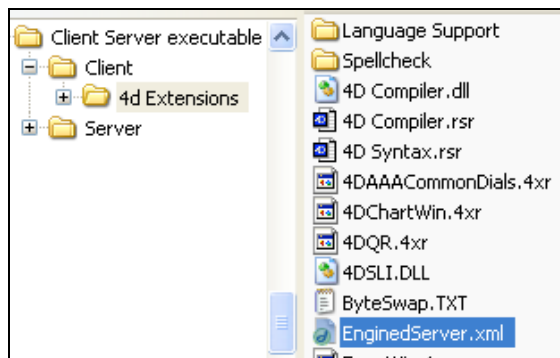 Client Server executable
Client
4d Extensions
Server
Language Support
Spellcheck
4D Compiler.dll
4D Compiler.rsr
4D Syntax.rsr
4DAAACommonDials.4xr
4DChartWin.4xr
4DQR.4xr
4DSLI.DLL
ByteSwap.TXT
EnginedServer.xml